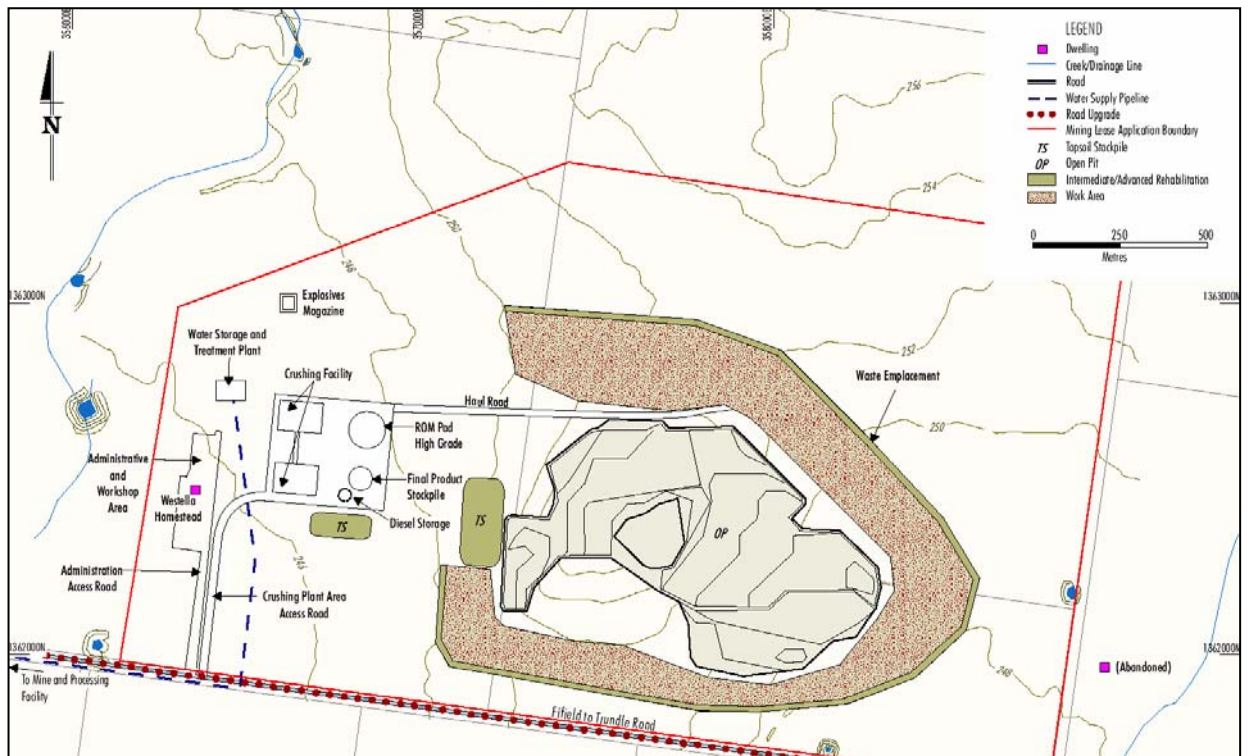 356000E
357000E
358000E
LEGEND
Dwelling
Creek/Drainage Line
Road
Water Supply Pipeline
Road Upgrade
Mining Lease Application Boundary
TS Topsoil Stockpile
OP Open Pit
Intermediate/Advanced Rehabilitation
Work Area
0 250 500
Metres
N
256
254
250
248
1363000N
1363000N
Explosives
Magazine
Water Storage and
Treatment Plant
Crushing Facility
252
Waste Emplacement
Haul Road
ROM Pad
High Grade
250
Administrative
and
Workshop
Area
Final Product
Stockpile
Westella
Homestead
Diesel Storage
TS
TS
OP
246
Administration
Access Road
Crushing Plant Area
Access Road
1362000N
1362000N
248
(Abandoned)
To Mine and Processing
Facility
Fifield to Trundle Road